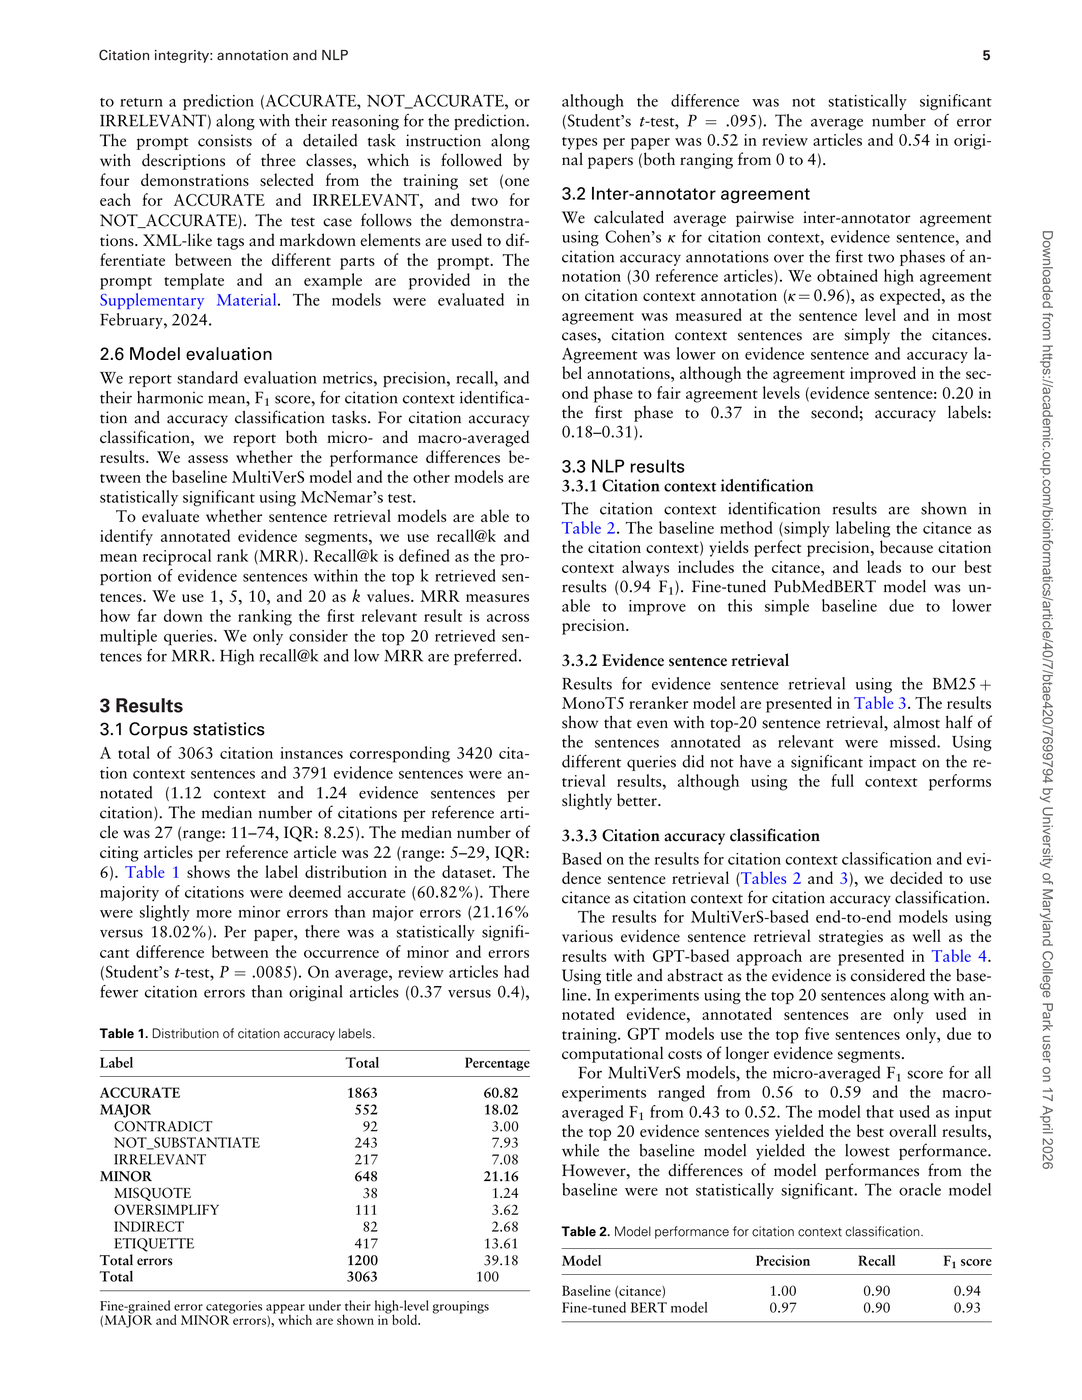 Citation integrity: annotation and NLP
5
to return a prediction (ACCURATE, NOT_ACCURATE, or
IRRELEVANT) along with their reasoning for the prediction.
The prompt consists of a detailed task instruction along
with descriptions of three classes, which is followed by
four demonstrations selected from the training set (one
each for ACCURATE and IRRELEVANT, and two for
NOT_ACCURATE). The test case follows the demonstra-
tions. XML-like tags and markdown elements are used to dif-
ferentiate between the different parts of the prompt. The
prompt template and an example are provided in the
Supplementary Material. The models were evaluated in
February, 2024.
2.6 Model evaluation
We report standard evaluation metrics, precision, recall, and
their harmonic mean, F1 score, for citation context identifica-
tion and accuracy classification tasks. For citation accuracy
classification, we report both micro- and macro-averaged
results. We assess whether the performance differences be-
tween the baseline MultiVerS model and the other models are
statistically significant using McNemar's test.
To evaluate whether sentence retrieval models are able to
identify annotated evidence segments, we use recall@k and
mean reciprocal rank (MRR). Recall@k is defined as the pro-
portion of evidence sentences within the top k retrieved sen-
tences. We use 1, 5, 10, and 20 as k values. MRR measures
how far down the ranking the first relevant result is across
multiple queries. We only consider the top 20 retrieved sen-
tences for MRR. High recall@k and low MRR are preferred.
3 Results
3.1 Corpus statistics
A total of 3063 citation instances corresponding 3420 cita-
tion context sentences and 3791 evidence sentences were an-
notated (1.12 context and 1.24 evidence sentences per
citation). The median number of citations per reference arti-
cle was 27 (range: 11–74, IQR: 8.25). The median number of
citing articles per reference article was 22 (range: 5–29, IQR:
6). Table 1 shows the label distribution in the dataset. The
majority of citations were deemed accurate (60.82%). There
were slightly more minor errors than major errors (21.16%
versus 18.02%). Per paper, there was a statistically signifi-
cant difference between the occurrence of minor and errors
(Student's t-test, P = .0085). On average, review articles had
fewer citation errors than original articles (0.37 versus 0.4),
Table 1. Distribution of citation accuracy labels.
Label Total Percentage
ACCURATE 1863 60.82
MAJOR 552 18.02
CONTRADICT 92 3.00
NOT_SUBSTANTIATE 243 7.93
IRRELEVANT 217 7.08
MINOR 648 21.16
MISQUOTE 38 1.24
OVERSIMPLIFY 111 3.62
INDIRECT 82 2.68
ETIQUETTE 417 13.61
Total errors 1200 39.18
Total 3063 100
Fine-grained error categories appear under their high-level groupings
(MAJOR and MINOR errors), which are shown in bold.
although the difference was not statistically significant
(Student's t-test, P = .095). The average number of error
types per paper was 0.52 in review articles and 0.54 in origi-
nal papers (both ranging from 0 to 4).
3.2 Inter-annotator agreement
We calculated average pairwise inter-annotator agreement
using Cohen's κ for citation context, evidence sentence, and
citation accuracy annotations over the first two phases of an-
notation (30 reference articles). We obtained high agreement
on citation context annotation (κ = 0.96), as expected, as the
agreement was measured at the sentence level and in most
cases, citation context sentences are simply the citances.
Agreement was lower on evidence sentence and accuracy la-
bel annotations, although the agreement improved in the sec-
ond phase to fair agreement levels (evidence sentence: 0.20 in
the first phase to 0.37 in the second; accuracy labels:
0.18–0.31).
3.3 NLP results
3.3.1 Citation context identification
The citation context identification results are shown in
Table 2. The baseline method (simply labeling the citance as
the citation context) yields perfect precision, because citation
context always includes the citance, and leads to our best
results (0.94 F1). Fine-tuned PubMedBERT model was un-
able to improve on this simple baseline due to lower
precision.
3.3.2 Evidence sentence retrieval
Results for evidence sentence retrieval using the BM25 +
MonoT5 reranker model are presented in Table 3. The results
show that even with top-20 sentence retrieval, almost half of
the sentences annotated as relevant were missed. Using
different queries did not have a significant impact on the re-
trieval results, although using the full context performs
slightly better.
3.3.3 Citation accuracy classification
Based on the results for citation context classification and evi-
dence sentence retrieval (Tables 2 and 3), we decided to use
citance as citation context for citation accuracy classification.
The results for MultiVerS-based end-to-end models using
various evidence sentence retrieval strategies as well as the
results with GPT-based approach are presented in Table 4.
Using title and abstract as the evidence is considered the base-
line. In experiments using the top 20 sentences along with an-
notated evidence, annotated sentences are only used in
training. GPT models use the top five sentences only, due to
computational costs of longer evidence segments.
For MultiVerS models, the micro-averaged F1 score for all
experiments ranged from 0.56 to 0.59 and the macro-
averaged F1 from 0.43 to 0.52. The model that used as input
the top 20 evidence sentences yielded the best overall results,
while the baseline model yielded the lowest performance.
However, the differences of model performances from the
baseline were not statistically significant. The oracle model
Table 2. Model performance for citation context classification.
Model Precision Recall F1 score
Baseline (citance) 1.00 0.90 0.94
Fine-tuned BERT model 0.97 0.90 0.93
Downloaded from https://academic.oup.com/bioinformatics/article/40/7/btae420/7699794 by University of Maryland College Park user on 17 April 2026